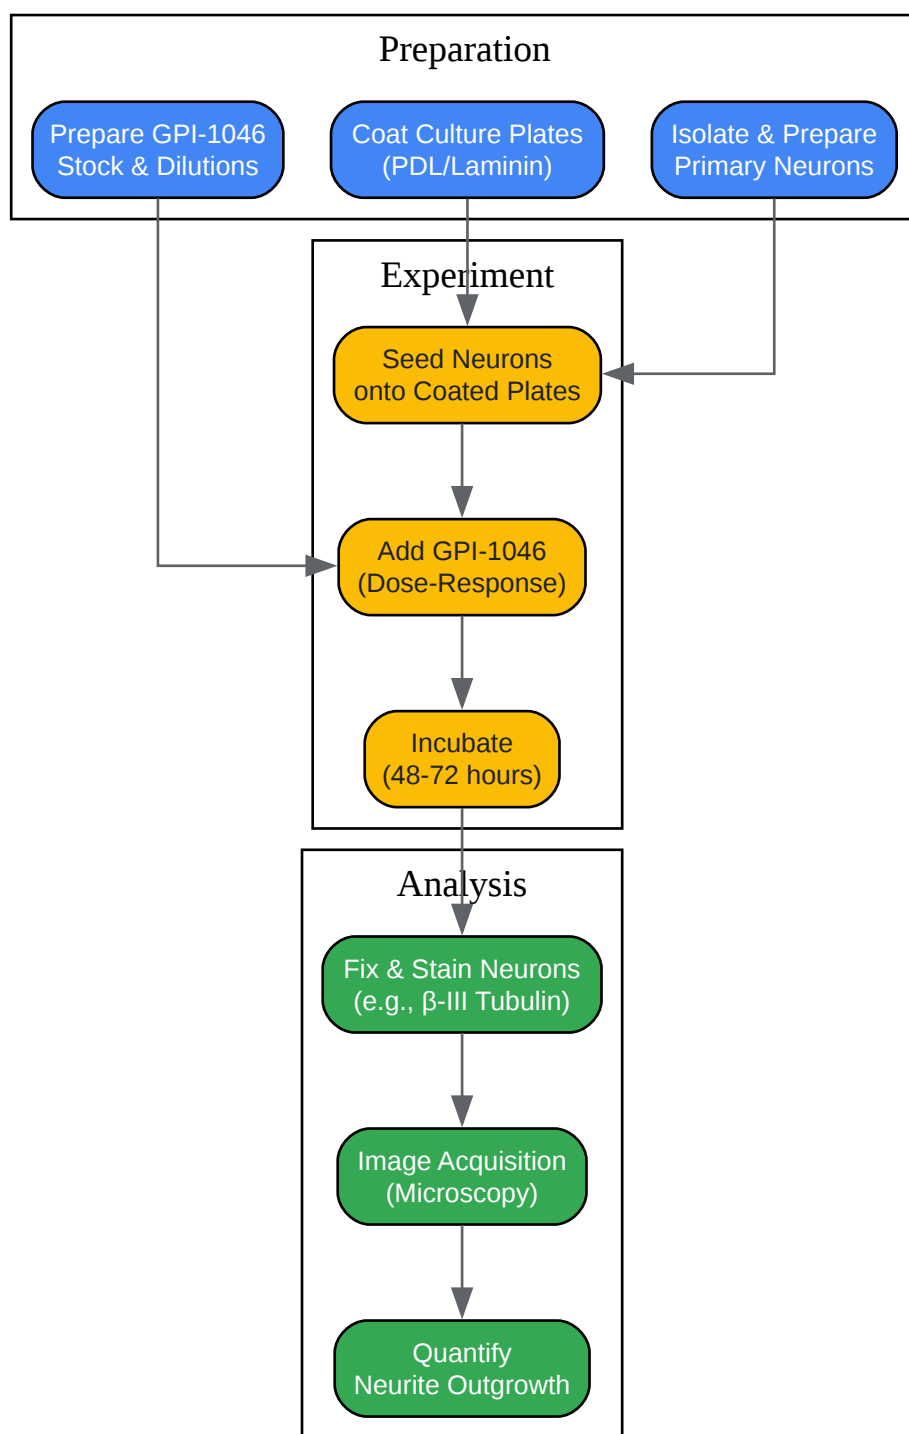 Preparation
Prepare GPI-1046
Stock & Dilutions
Coat Culture Plates
(PDL/Laminin)
Isolate & Prepare
Primary Neurons
Experiment
Seed Neurons
onto Coated Plates
Add GPI-1046
(Dose-Response)
Incubate
(48-72 hours)
Analysis
Fix & Stain Neurons
(e.g., β-III Tubulin)
Image Acquisition
(Microscopy)
Quantify
Neurite Outgrowth